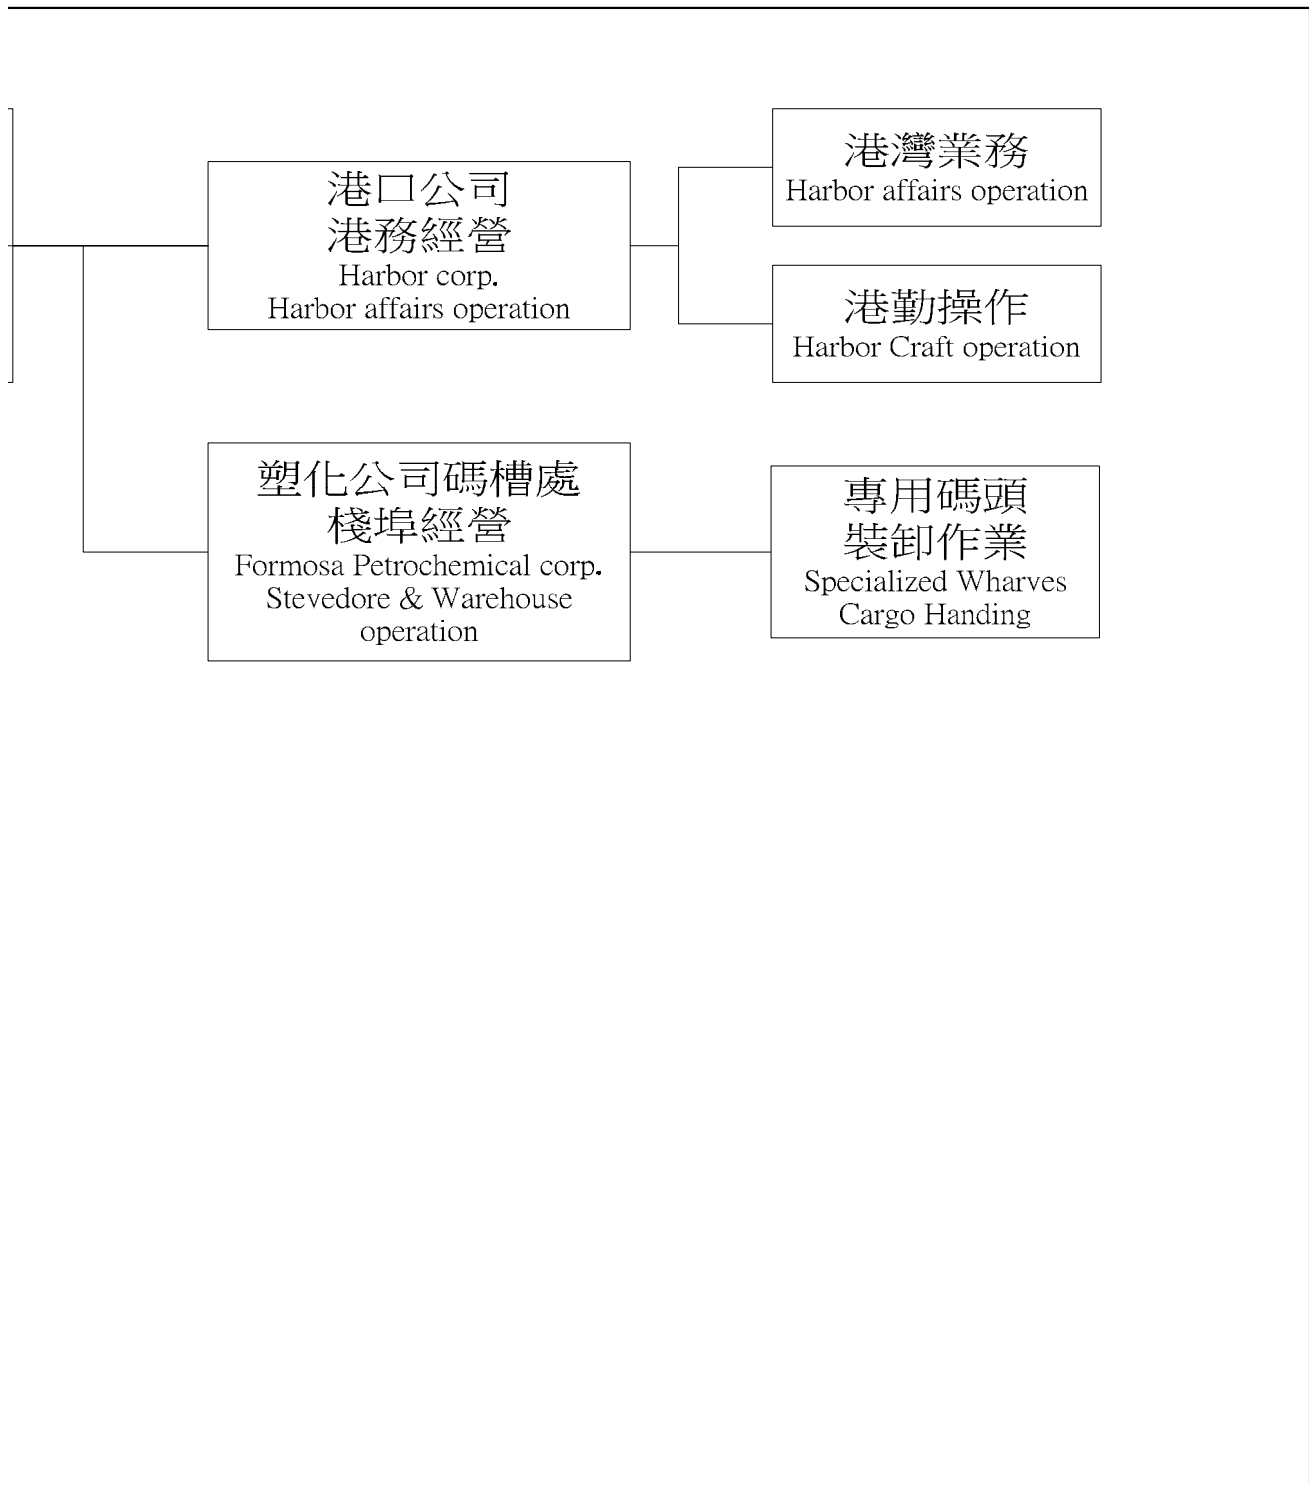 港口公司
港務經營
Harbor corp.
Harbor affairs operation
港灣業務
Harbor affairs operation
港勤操作
Harbor Craft operation
塑化公司碼槽處
棧埠經營
Formosa Petrochemical corp.
Stevedore & Warehouse
operation
專用碼頭
裝卸作業
Specialized Wharves
Cargo Handing